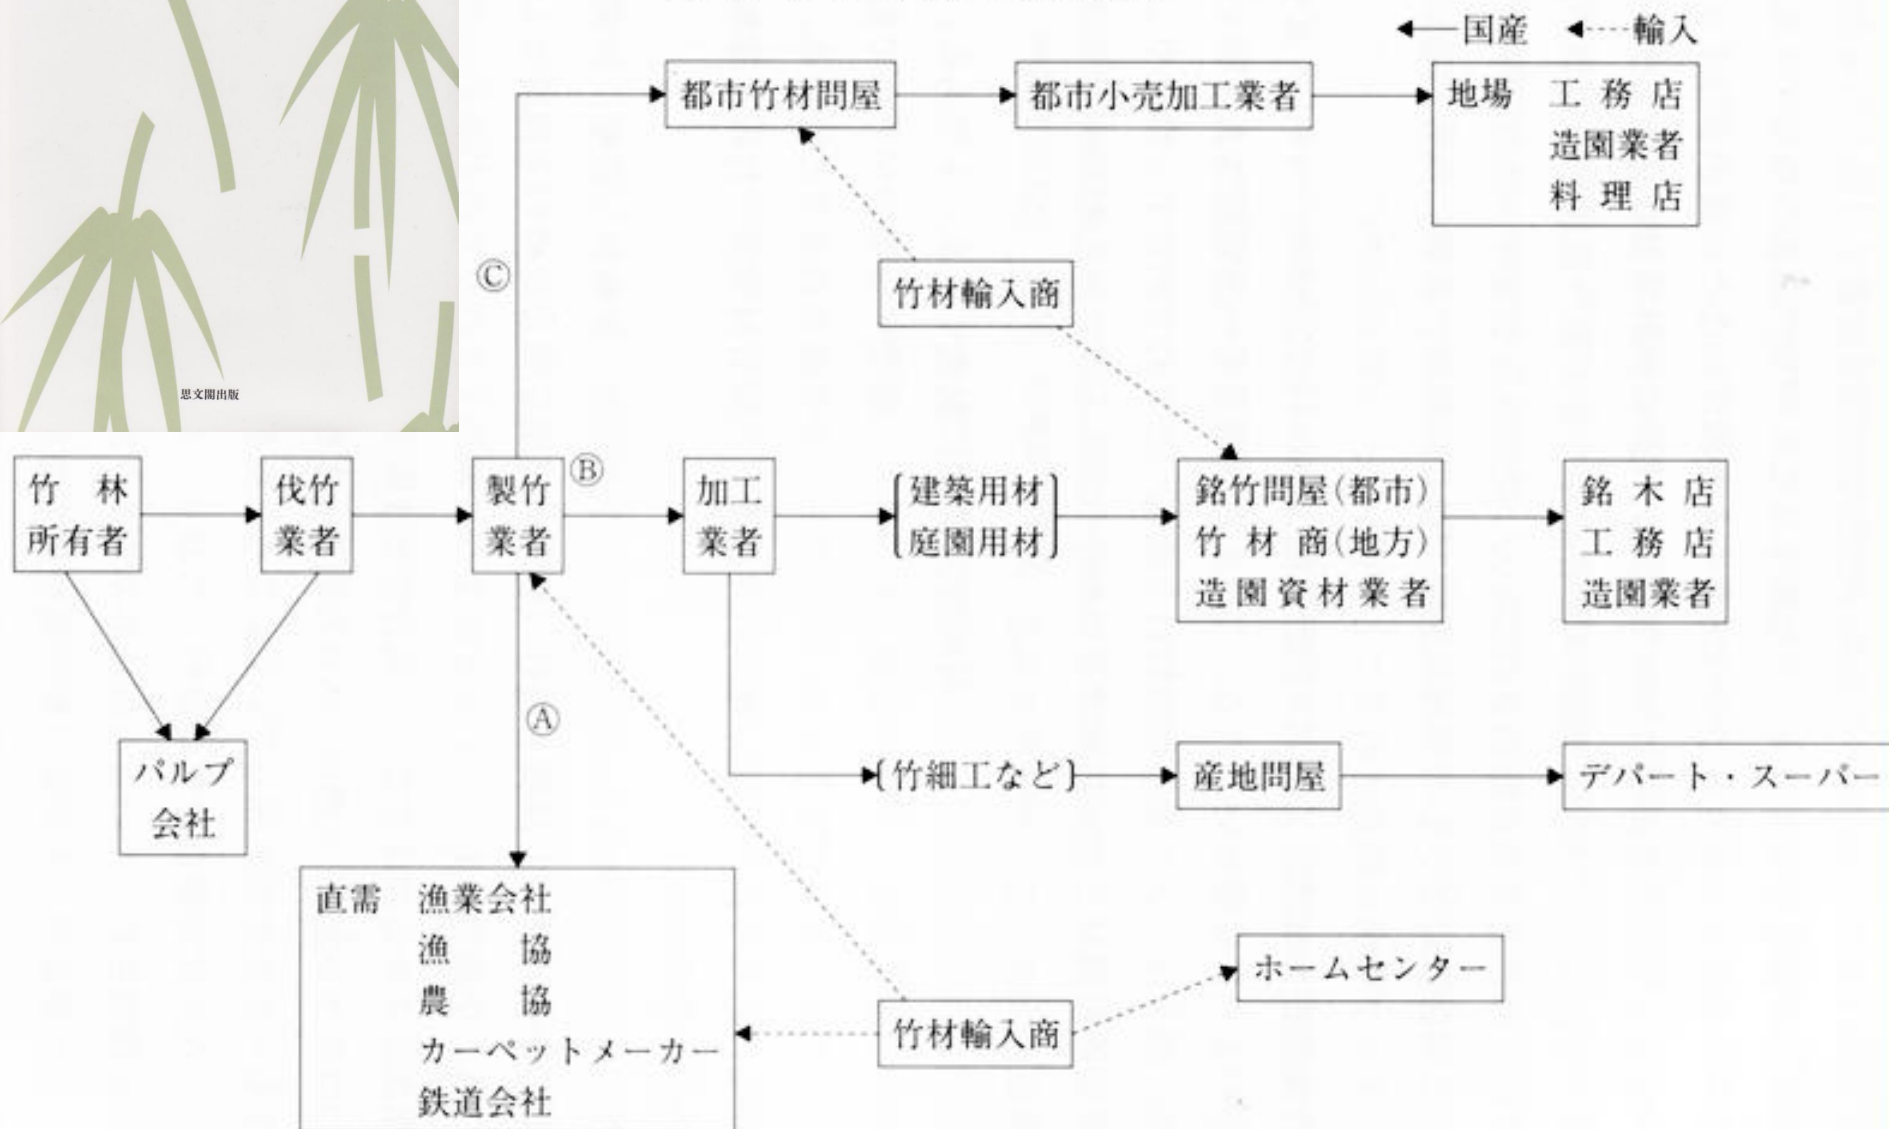 ←国産 ←----輸入
都市竹材問屋
都市小売加工業者
地場 工務店
造園業者
料理店
竹材輸入商
Ⓒ
思文閣出版
竹林
所有者
伐竹
業者
製竹
業者
Ⓑ
加工
業者
建築用材
庭園用材
銘竹問屋(都市)
竹材商(地方)
造園資材業者
銘木店
工務店
造園業者
Ⓐ
パルプ
会社
〔竹細工など〕
産地問屋
デパート・スーパー
直需 漁業会社
漁協
農協
カーペットメーカー
鉄道会社
竹材輸入商
ホームセンター